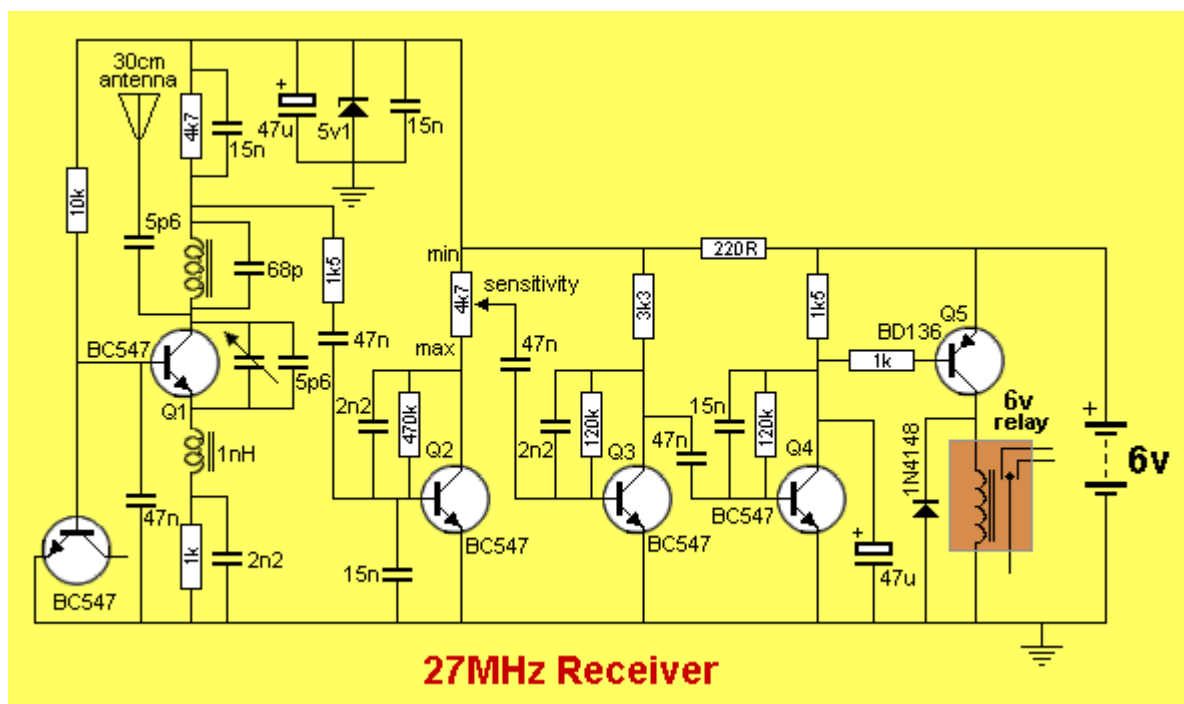 30cm
antenna
4k7
15n
+
47u
5v1
15n
10k
5p6
68p
1k5
min
4k7
sensitivity
max
220R
3k3
1k5
Q5
BD136
BC547
Q1
5p6
47n
47n
1k
2n2
470k
Q2
2n2
120k
Q3
47n
15n
120k
Q4
6v
relay
+
6v
1nH
47n
1k
2n2
15n
BC547
BC547
BC547
BC547
47u
1N4148
27MHz Receiver